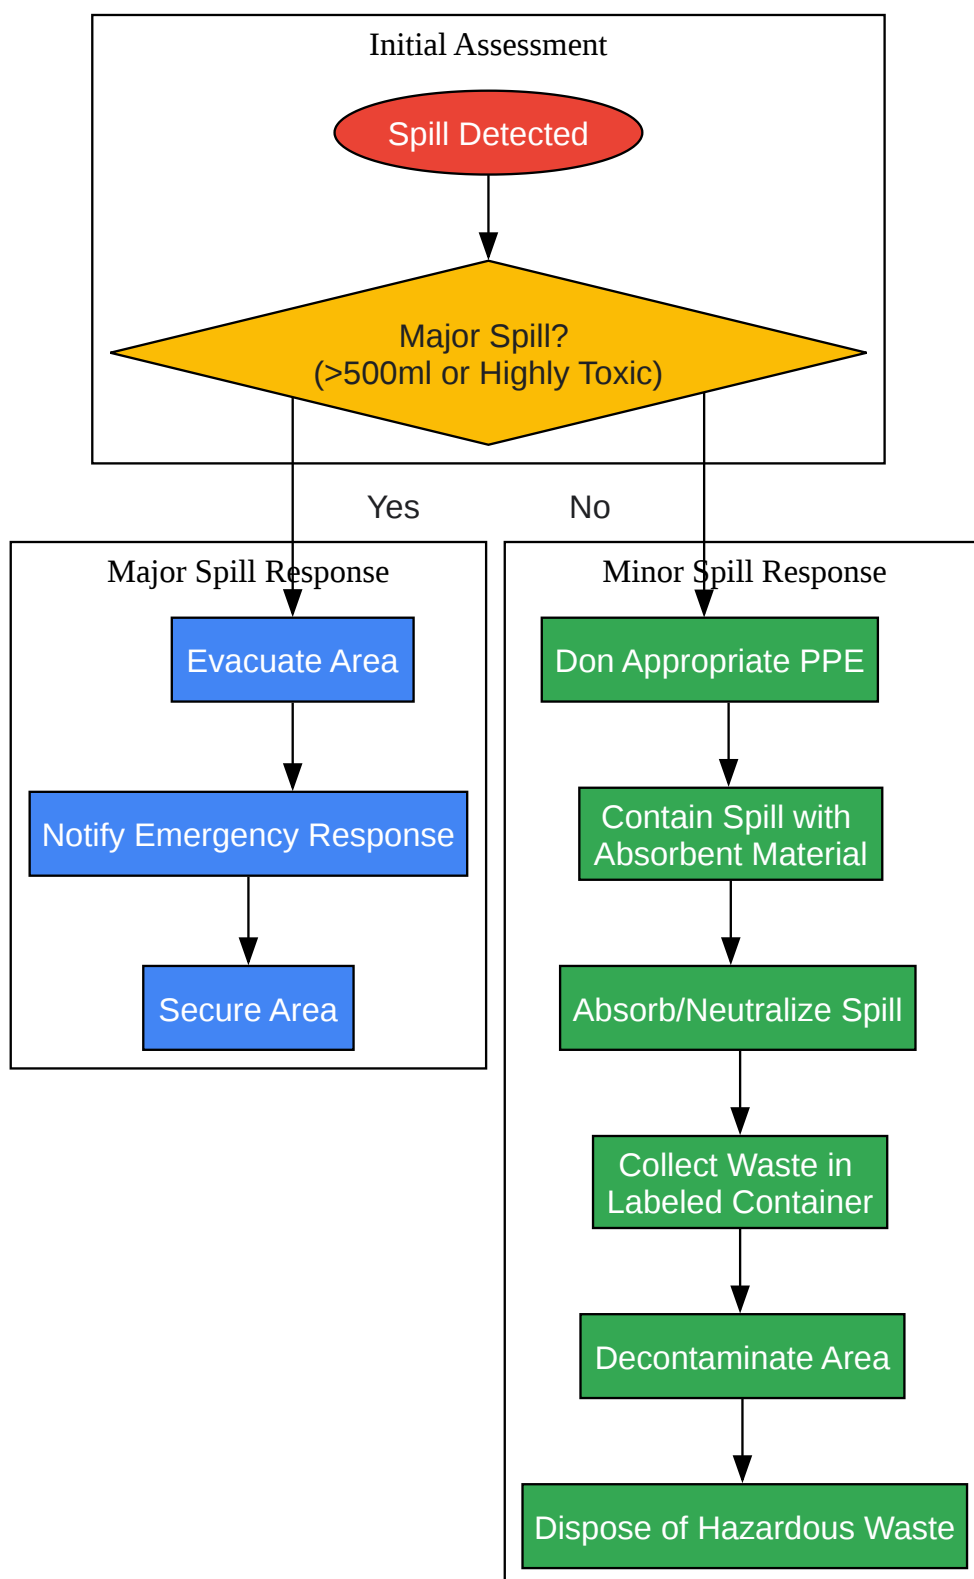 Initial Assessment
Spill Detected
Major Spill?
(>500ml or Highly Toxic)
Yes
No
Major Spill Response
Evacuate Area
Notify Emergency Response
Secure Area
Minor Spill Response
Don Appropriate PPE
Contain Spill with
Absorbent Material
Absorb/Neutralize Spill
Collect Waste in
Labeled Container
Decontaminate Area
Dispose of Hazardous Waste